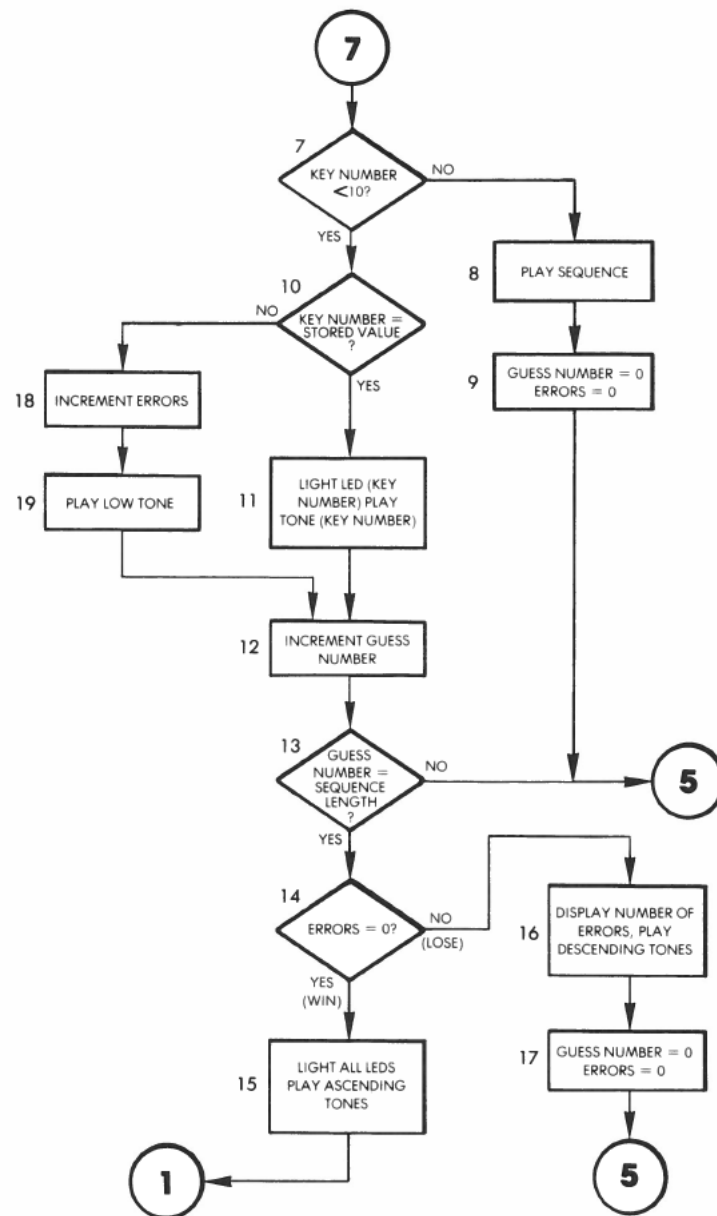 7
7
KEY NUMBER
<10?
NO
YES
8
PLAY SEQUENCE
10
NO
KEY NUMBER =
STORED VALUE
?
YES
9
GUESS NUMBER = 0
ERRORS = 0
18
INCREMENT ERRORS
19
PLAY LOW TONE
11
LIGHT LED (KEY
NUMBER) PLAY
TONE (KEY NUMBER)
12
INCREMENT GUESS
NUMBER
13
GUESS
NUMBER =
SEQUENCE
LENGTH
?
NO
5
YES
14
ERRORS = 0?
NO
(LOSE)
16
DISPLAY NUMBER OF
ERRORS, PLAY
DESCENDING TONES
YES
(WIN)
17
GUESS NUMBER = 0
ERRORS = 0
15
LIGHT ALL LEDS
PLAY ASCENDING
TONES
1
5